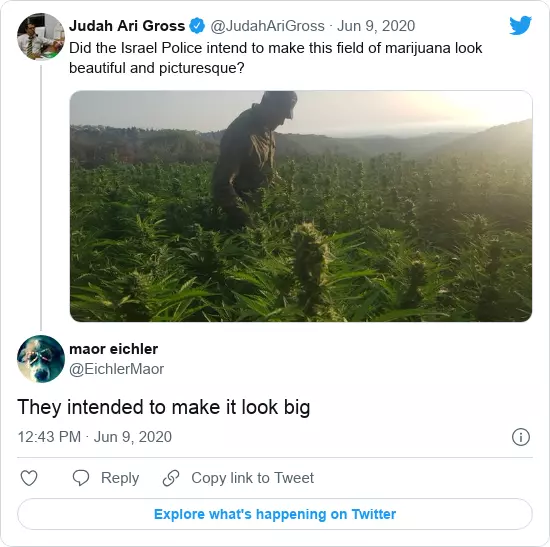 Judah Ari Gross @JudahAriGross · Jun 9, 2020
Did the Israel Police intend to make this field of marijuana look
beautiful and picturesque?
maor eichler
@EichlerMaor
They intended to make it look big
12:43 PM · Jun 9, 2020
Reply Copy link to Tweet
Explore what's happening on Twitter